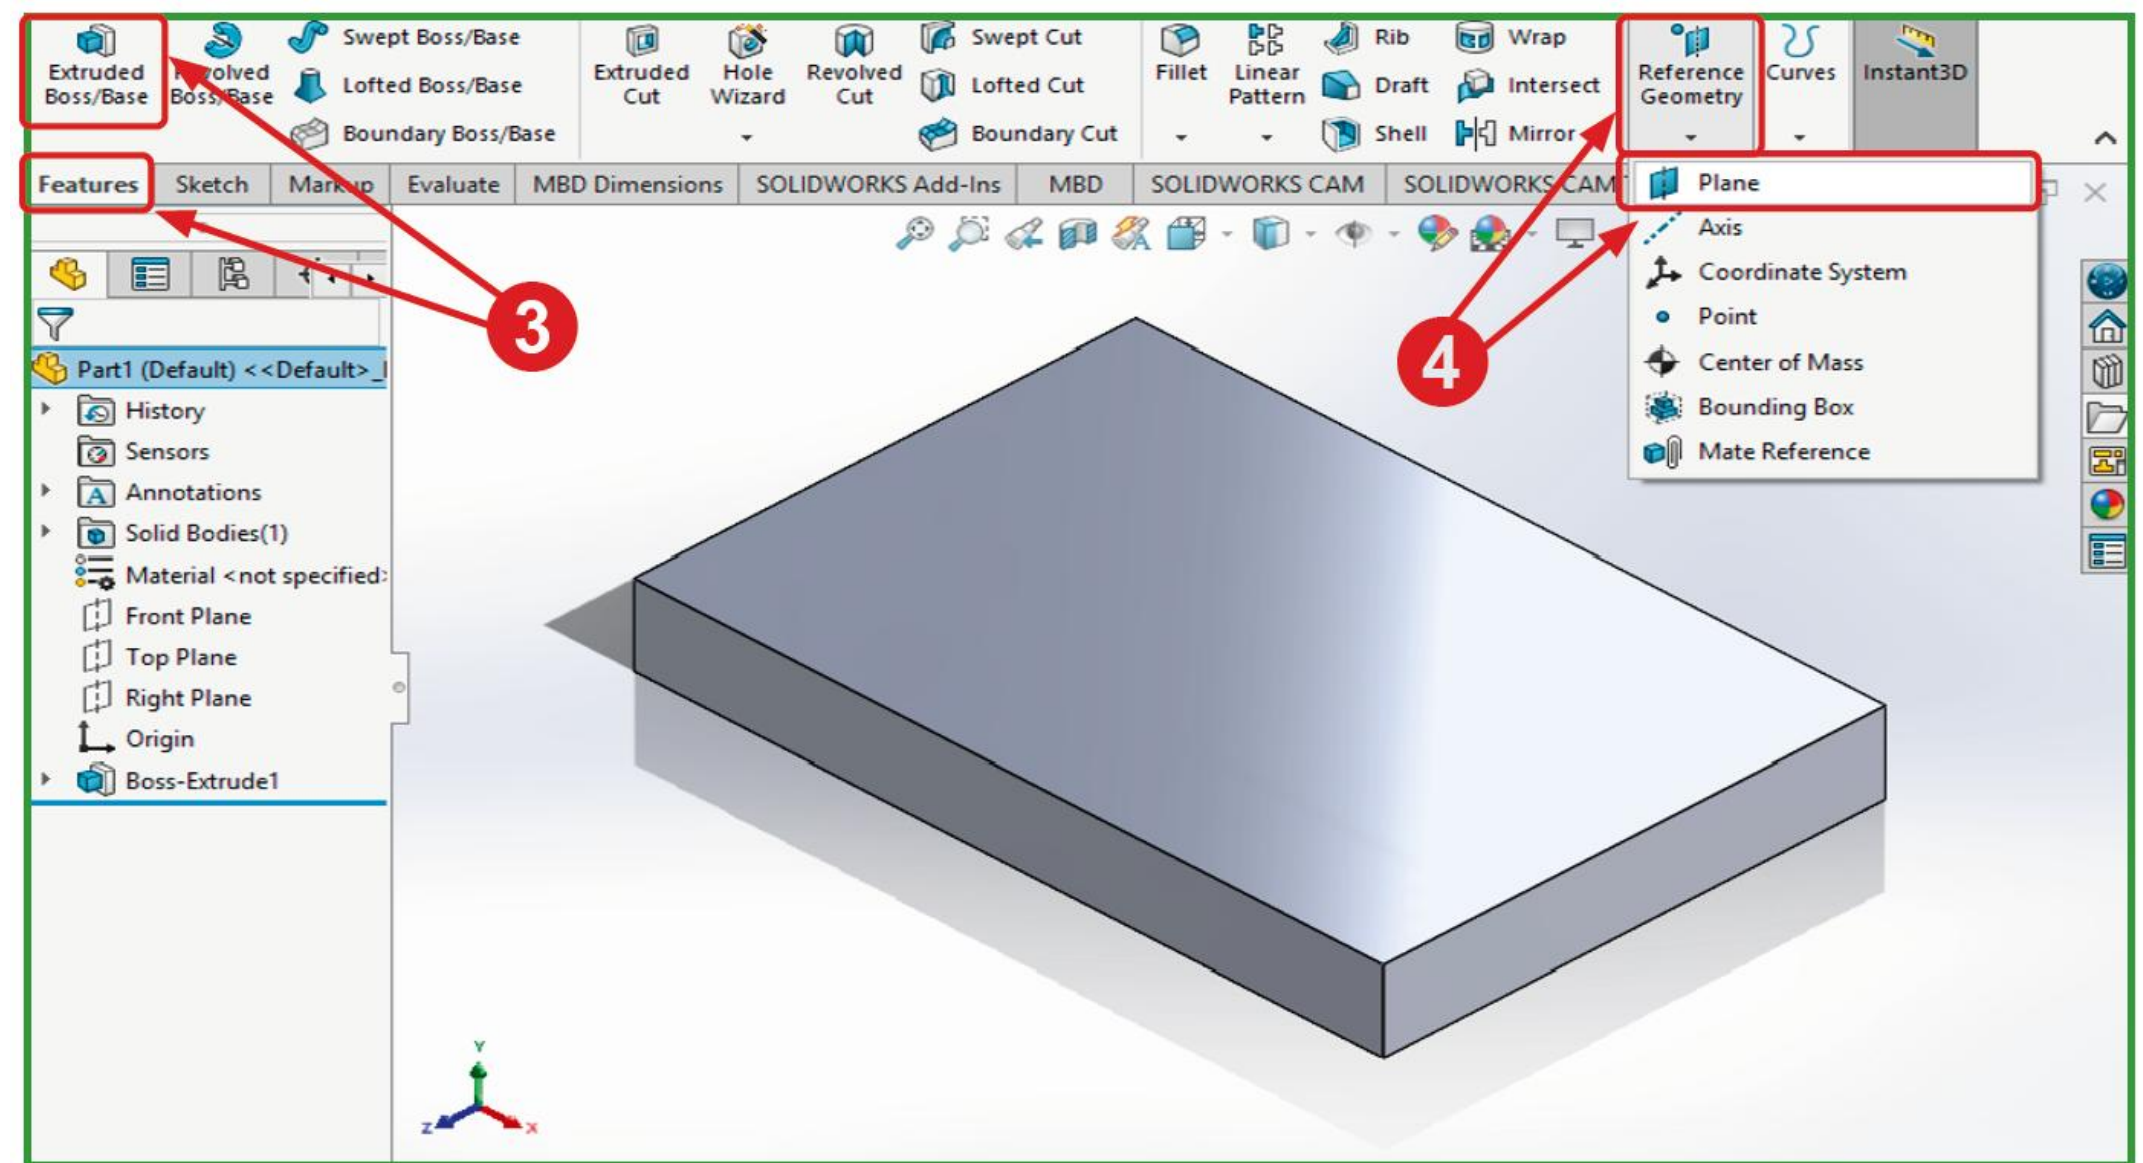 Extruded
Boss/Base
Revolved
Boss/Base
Swept Boss/Base
Lofted Boss/Base
Boundary Boss/Base
Extruded
Cut
Hole
Wizard
Revolved
Cut
Swept Cut
Lofted Cut
Boundary Cut
Fillet
Linear
Pattern
Rib
Draft
Shell
Wrap
Intersect
Mirror
Reference
Geometry
Curves
Instant3D
Features
Sketch
Markup
Evaluate
MBD Dimensions
SOLIDWORKS Add-Ins
MBD
SOLIDWORKS CAM
SOLIDWORKS CAM
Plane
Axis
Coordinate System
Point
Center of Mass
Bounding Box
Mate Reference
3
4
Part1 (Default) <<Default>_
History
Sensors
Annotations
Solid Bodies(1)
Material <not specified>
Front Plane
Top Plane
Right Plane
Origin
Boss-Extrude1
Y
Z
X